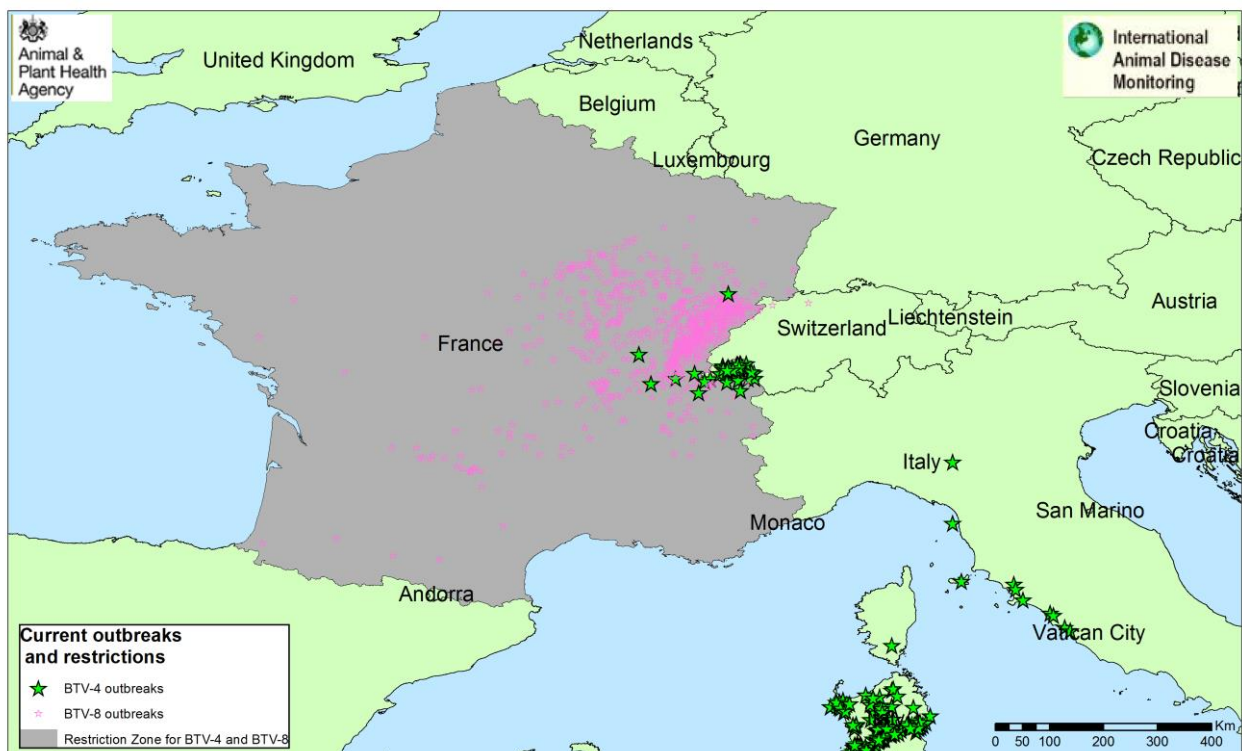 Animal &
Plant Health
Agency
International
Animal Disease
Monitoring
United Kingdom
Netherlands
Belgium
Luxembourg
Germany
Czech Republic
Austria
France
Switzerland
Liechtenstein
Slovenia
Croatia
Croatia
Italy
San Marino
Monaco
Andorra
Vatican City
Current outbreaks
and restrictions
BTV-4 outbreaks
BTV-8 outbreaks
Restriction Zone for BTV-4 and BTV-8
Km
0 50 100 200 300 400